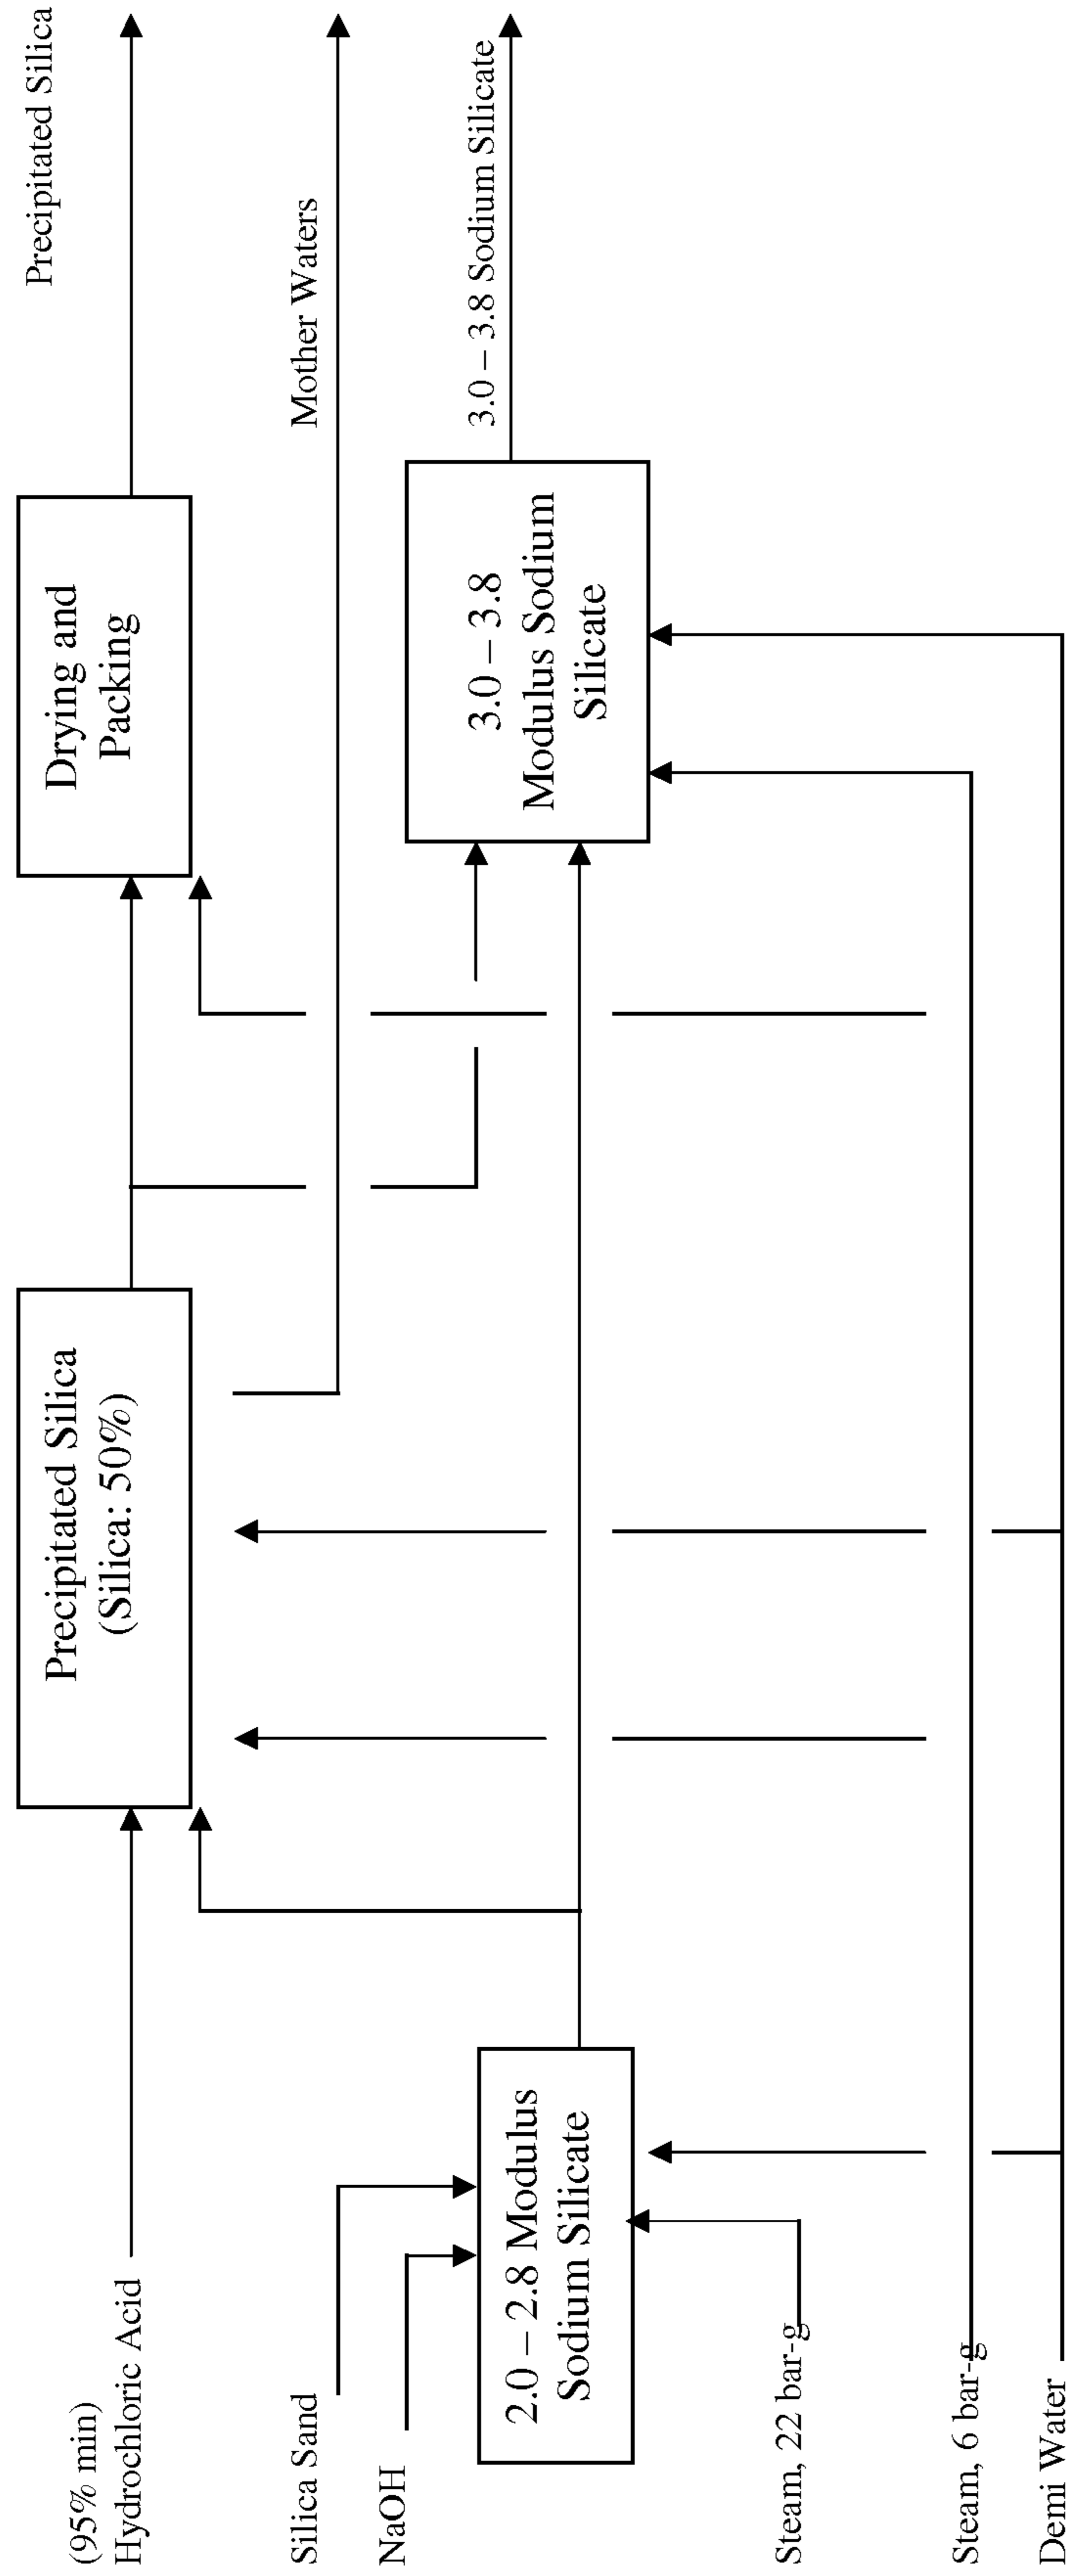 (95% min)
Hydrochloric Acid
Silica Sand
NaOH
Steam, 22 bar-g
Steam, 6 bar-g
Demi Water
2.0 – 2.8 Modulus
Sodium Silicate
Precipitated Silica
(Silica: 50%)
Drying and
Packing
3.0 – 3.8
Modulus Sodium
Silicate
Precipitated Silica
Mother Waters
3.0 – 3.8 Sodium Silicate